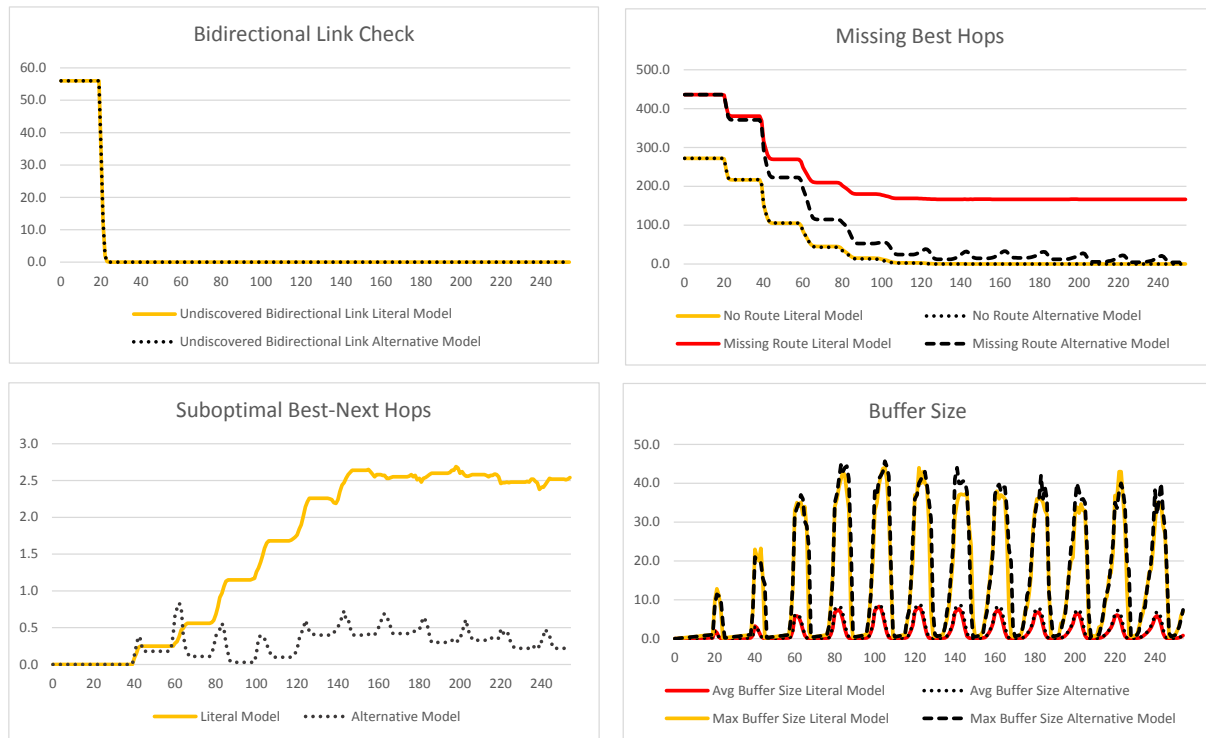 Bidirectional Link Check
60.0
50.0
40.0
30.0
20.0
10.0
0.0
0 20 40 60 80 100 120 140 160 180 200 220 240
Undiscovered Bidirectional Link Literal Model
Undiscovered Bidirectional Link Alternative Model
Missing Best Hops
500.0
400.0
300.0
200.0
100.0
0.0
0 20 40 60 80 100 120 140 160 180 200 220 240
No Route Literal Model No Route Alternative Model
Missing Route Literal Model Missing Route Alternative Model
Suboptimal Best-Next Hops
3.0
2.5
2.0
1.5
1.0
0.5
0.0
0 20 40 60 80 100 120 140 160 180 200 220 240
Literal Model Alternative Model
Buffer Size
50.0
40.0
30.0
20.0
10.0
0.0
0 20 40 60 80 100 120 140 160 180 200 220 240
Avg Buffer Size Literal Model Avg Buffer Size Alternative
Max Buffer Size Literal Model Max Buffer Size Alternative Model